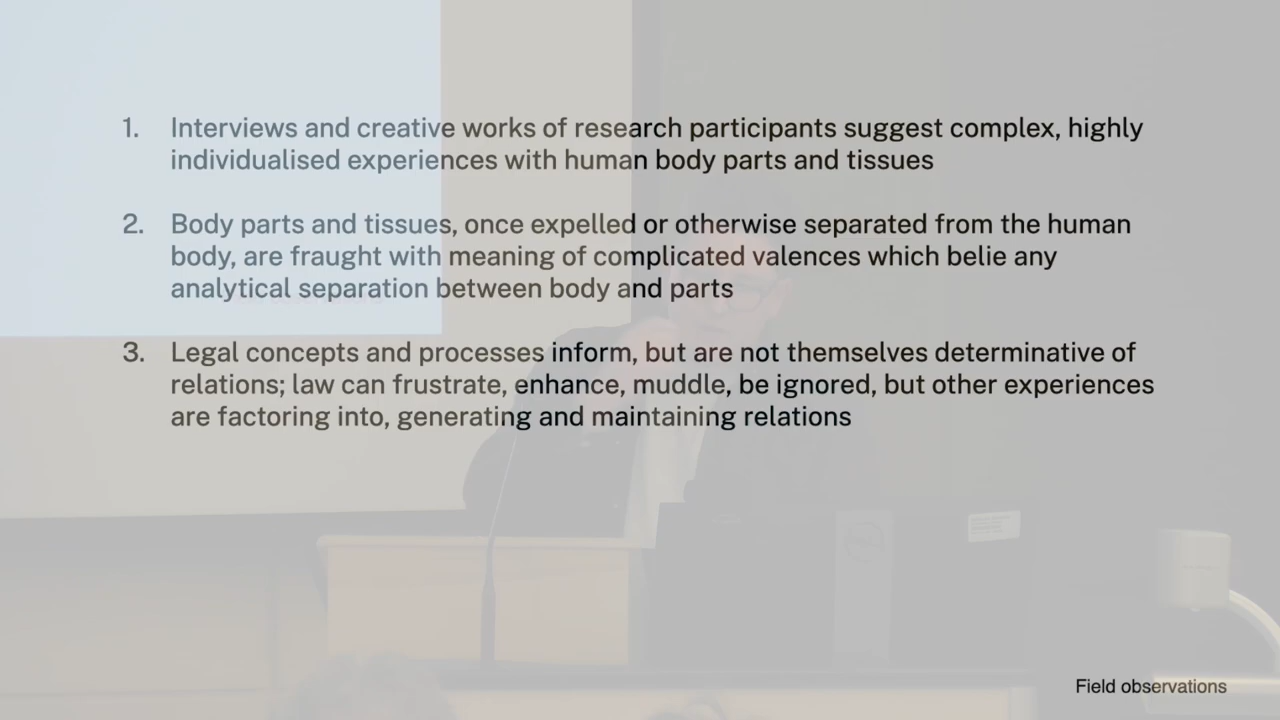 1. Interviews and creative works of research participants suggest complex, highly
individualised experiences with human body parts and tissues
2. Body parts and tissues, once expelled or otherwise separated from the human
body, are fraught with meaning of complicated valences which belie any
analytical separation between body and parts
3. Legal concepts and processes inform, but are not themselves determinative of
relations; law can frustrate, enhance, muddle, be ignored, but other experiences
are factoring into, generating and maintaining relations
Field observations